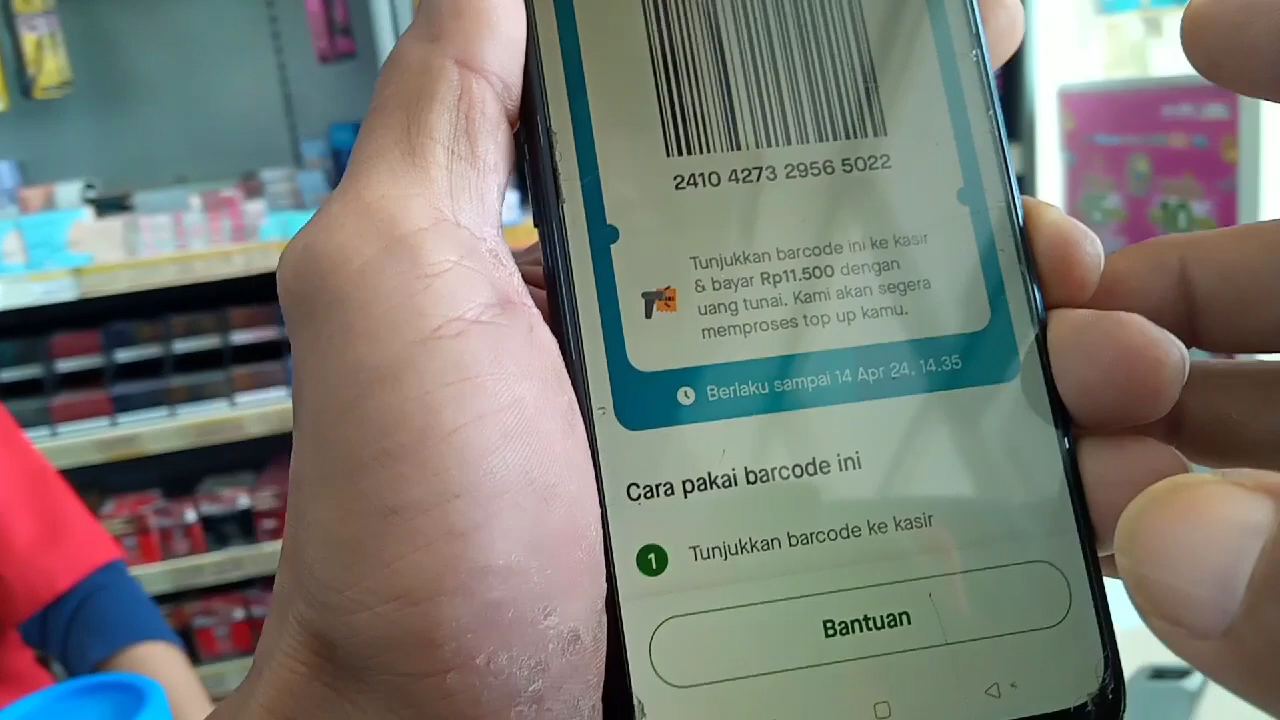 2410 4273 2956 5022
Tunjukkan barcode ini ke kasir
& bayar Rp11.500 dengan
uang tunai. Kami akan segera
memproses top up kamu.
Berlaku sampai 14 Apr 24, 14.35
Cara pakai barcode ini
1 Tunjukkan barcode ke kasir
Bantuan